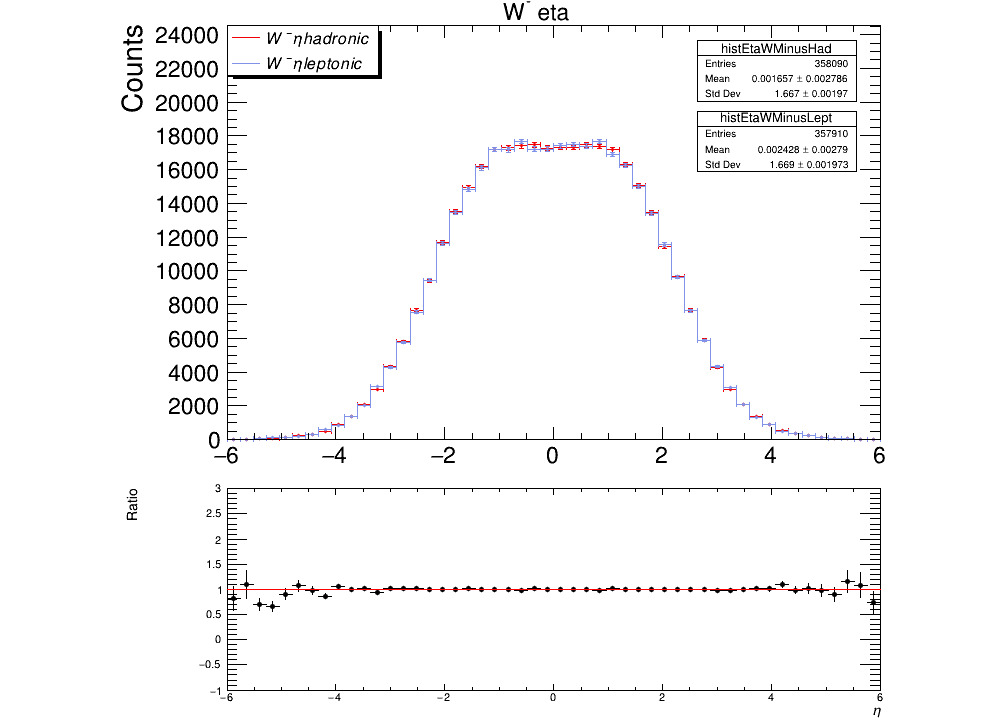 W⁻ eta
Counts
24000
22000
20000
18000
16000
14000
12000
10000
8000
6000
4000
2000
0
W⁻ηhadronic
W⁻ηleptonic
histEtaWMinusHad
Entries 358090
Mean 0.001657 ± 0.002786
Std Dev 1.667 ± 0.00197
histEtaWMinusLept
Entries 357910
Mean 0.002428 ± 0.00279
Std Dev 1.669 ± 0.001973
−6 −4 −2 0 2 4 6
Ratio
3
2.5
2
1.5
1
0.5
0
−0.5
−1
−6 −4 −2 0 2 4 6
η